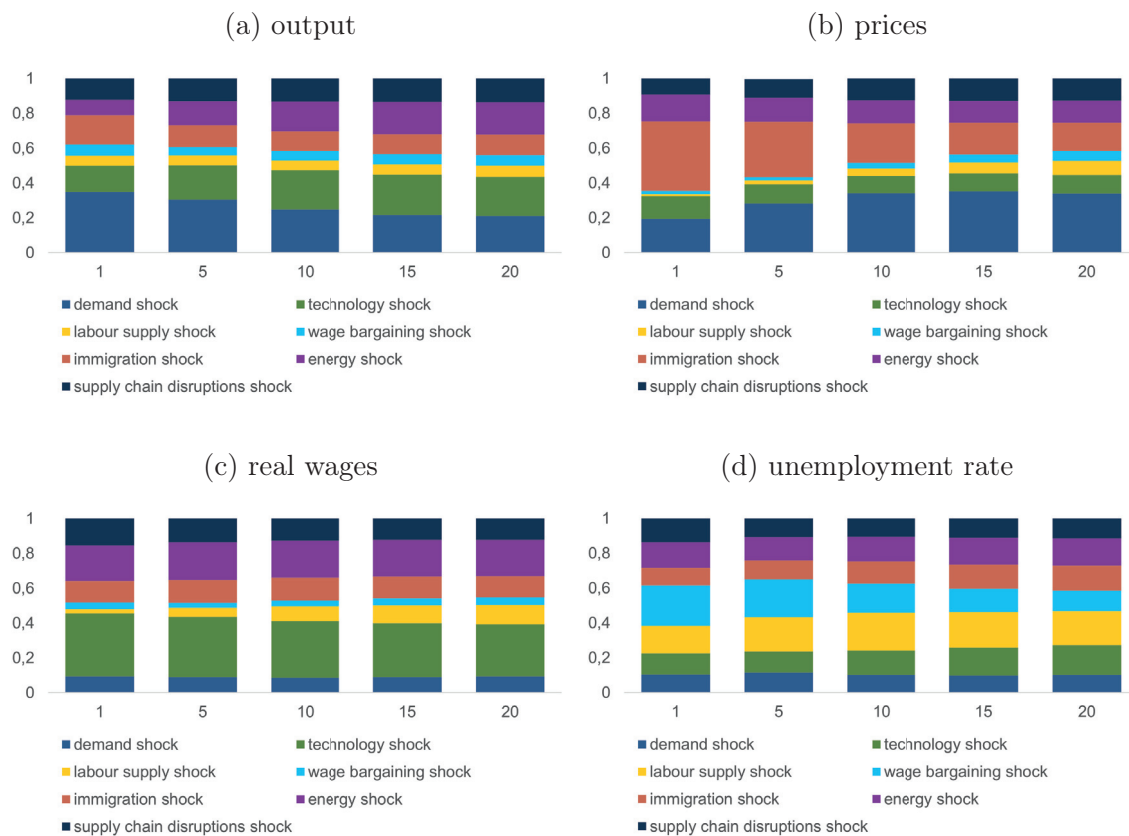 (a) output
1
0,8
0,6
0,4
0,2
0
1 5 10 15 20
demand shock technology shock
labour supply shock wage bargaining shock
immigration shock energy shock
supply chain disruptions shock
(b) prices
1
0,8
0,6
0,4
0,2
0
1 5 10 15 20
demand shock technology shock
labour supply shock wage bargaining shock
immigration shock energy shock
supply chain disruptions shock
(c) real wages
1
0,8
0,6
0,4
0,2
0
1 5 10 15 20
demand shock technology shock
labour supply shock wage bargaining shock
immigration shock energy shock
supply chain disruptions shock
(d) unemployment rate
1
0,8
0,6
0,4
0,2
0
1 5 10 15 20
demand shock technology shock
labour supply shock wage bargaining shock
immigration shock energy shock
supply chain disruptions shock